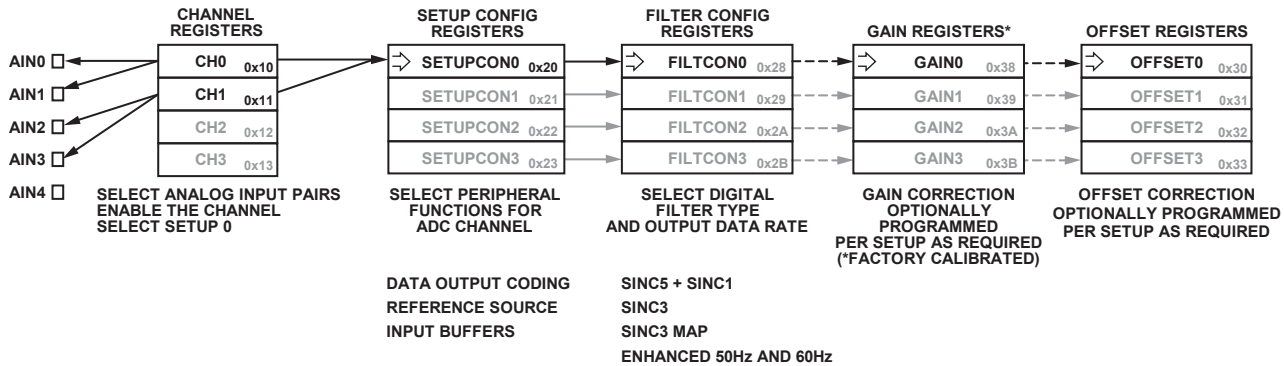 CHANNEL
REGISTERS
SETUP CONFIG
REGISTERS
FILTER CONFIG
REGISTERS
GAIN REGISTERS*
OFFSET REGISTERS
AIN0
AIN1
AIN2
AIN3
AIN4
CH0 0x10
CH1 0x11
CH2 0x12
CH3 0x13
SELECT ANALOG INPUT PAIRS
ENABLE THE CHANNEL
SELECT SETUP 0
SETUPCON0 0x20
SETUPCON1 0x21
SETUPCON2 0x22
SETUPCON3 0x23
SELECT PERIPHERAL
FUNCTIONS FOR
ADC CHANNEL
DATA OUTPUT CODING
REFERENCE SOURCE
INPUT BUFFERS
FILTCON0 0x28
FILTCON1 0x29
FILTCON2 0x2A
FILTCON3 0x2B
SELECT DIGITAL
FILTER TYPE
AND OUTPUT DATA RATE
SINC5 + SINC1
SINC3
SINC3 MAP
ENHANCED 50Hz AND 60Hz
GAIN0 0x38
GAIN1 0x39
GAIN2 0x3A
GAIN3 0x3B
GAIN CORRECTION
OPTIONALLY
PROGRAMMED
PER SETUP AS REQUIRED
(*FACTORY CALIBRATED)
OFFSET0 0x30
OFFSET1 0x31
OFFSET2 0x32
OFFSET3 0x33
OFFSET CORRECTION
OPTIONALLY PROGRAMMED
PER SETUP AS REQUIRED